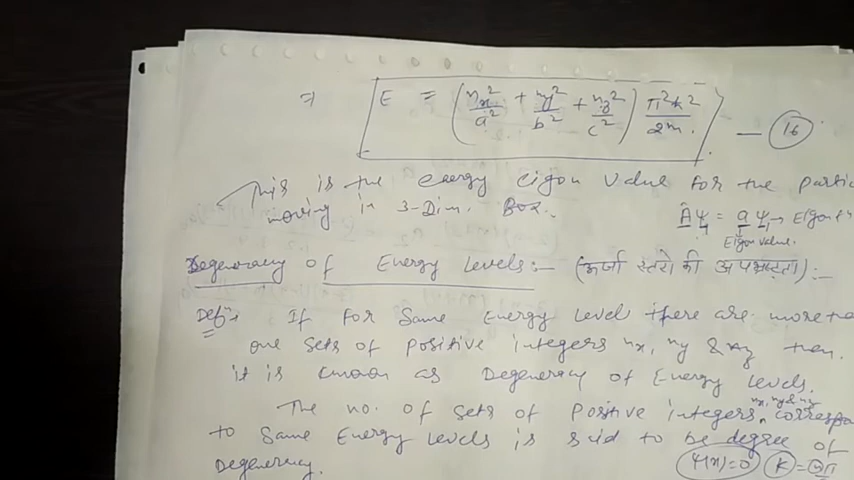 ⇒ E = (nx²/a² + ny²/b² + nz²/c²) π²ħ²/2m. — (16)
This is the energy eigen value for the partic
moving in 3-Dim. Box.
Âψ = aψ → Eigen f
Eigen value.
Degeneracy of Energy Levels:- (ऊर्जा स्तरो की अपभ्रष्टता):-
Def:- If for Same Energy Level there are more tha
one sets of positive integers nx, ny & nz then
it is known as Degeneracy of Energy levels.
The no. of sets of Positive integers nx, ny & nz correspo
to Same Energy Levels is said to be degree of
Degeneracy.
ψ(x)=0 K=